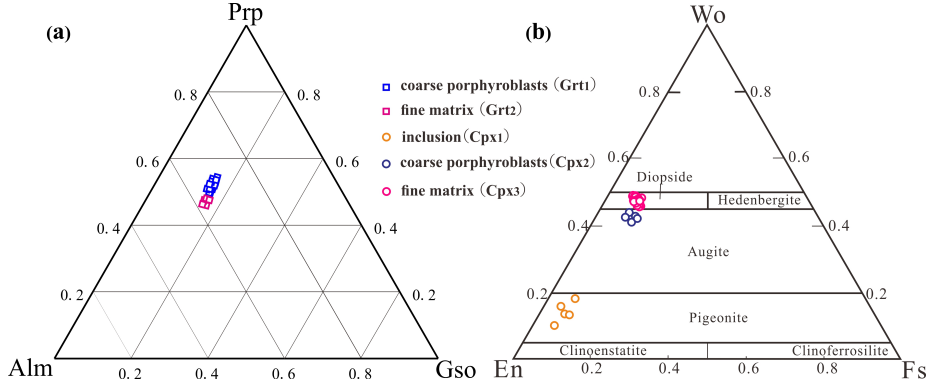 (a)
Prp
0. 8
0. 8
0. 6
0. 6
0. 4
0. 4
0. 2
0. 2
Alm
0. 2
0. 4
0. 6
0. 8
Gso
coarse porphyroblasts (Grt1)
fine matrix (Grt2)
inclusion(Cpx1)
coarse porphyroblasts(Cpx2)
fine matrix (Cpx3)
(b)
Wo
0.8
0.8
0.6
0.6
Diopside
Hedenbergite
0.4
0.4
Augite
0.2
0.2
Pigeonite
Clinoenstatite
Clinoferrosilite
En
0.2
0.4
0.6
0.8
Fs